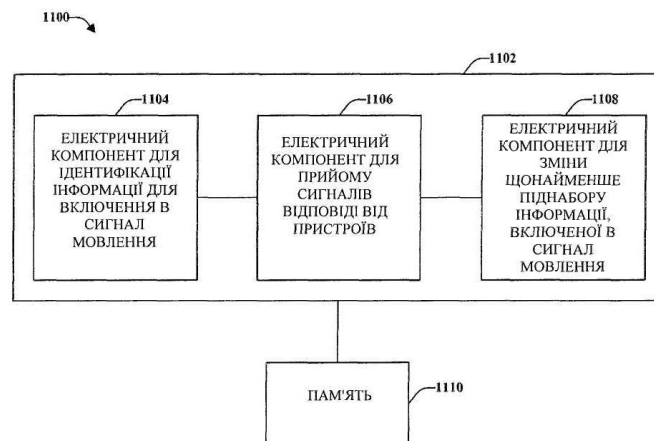 1100
1102
1104
1106
1108
ЕЛЕКТРИЧНИЙ
КОМПОНЕНТ ДЛЯ
ІДЕНТИФІКАЦІЇ
ІНФОРМАЦІЇ ДЛЯ
ВКЛЮЧЕННЯ В
СИГНАЛ МОВЛЕННЯ
ЕЛЕКТРИЧНИЙ
КОМПОНЕНТ ДЛЯ
ПРИЙОМУ
СИГНАЛІВ
ВІДПОВІДІ ВІД
ПРИСТРОЇВ
ЕЛЕКТРИЧНИЙ
КОМПОНЕНТ ДЛЯ
ЗМІНИ
ЩОНАЙМЕНШЕ
ПІДНАБОРУ
ІНФОРМАЦІЇ,
ВКЛЮЧЕНОЇ В
СИГНАЛ
МОВЛЕННЯ
ПАМ'ЯТЬ
1110